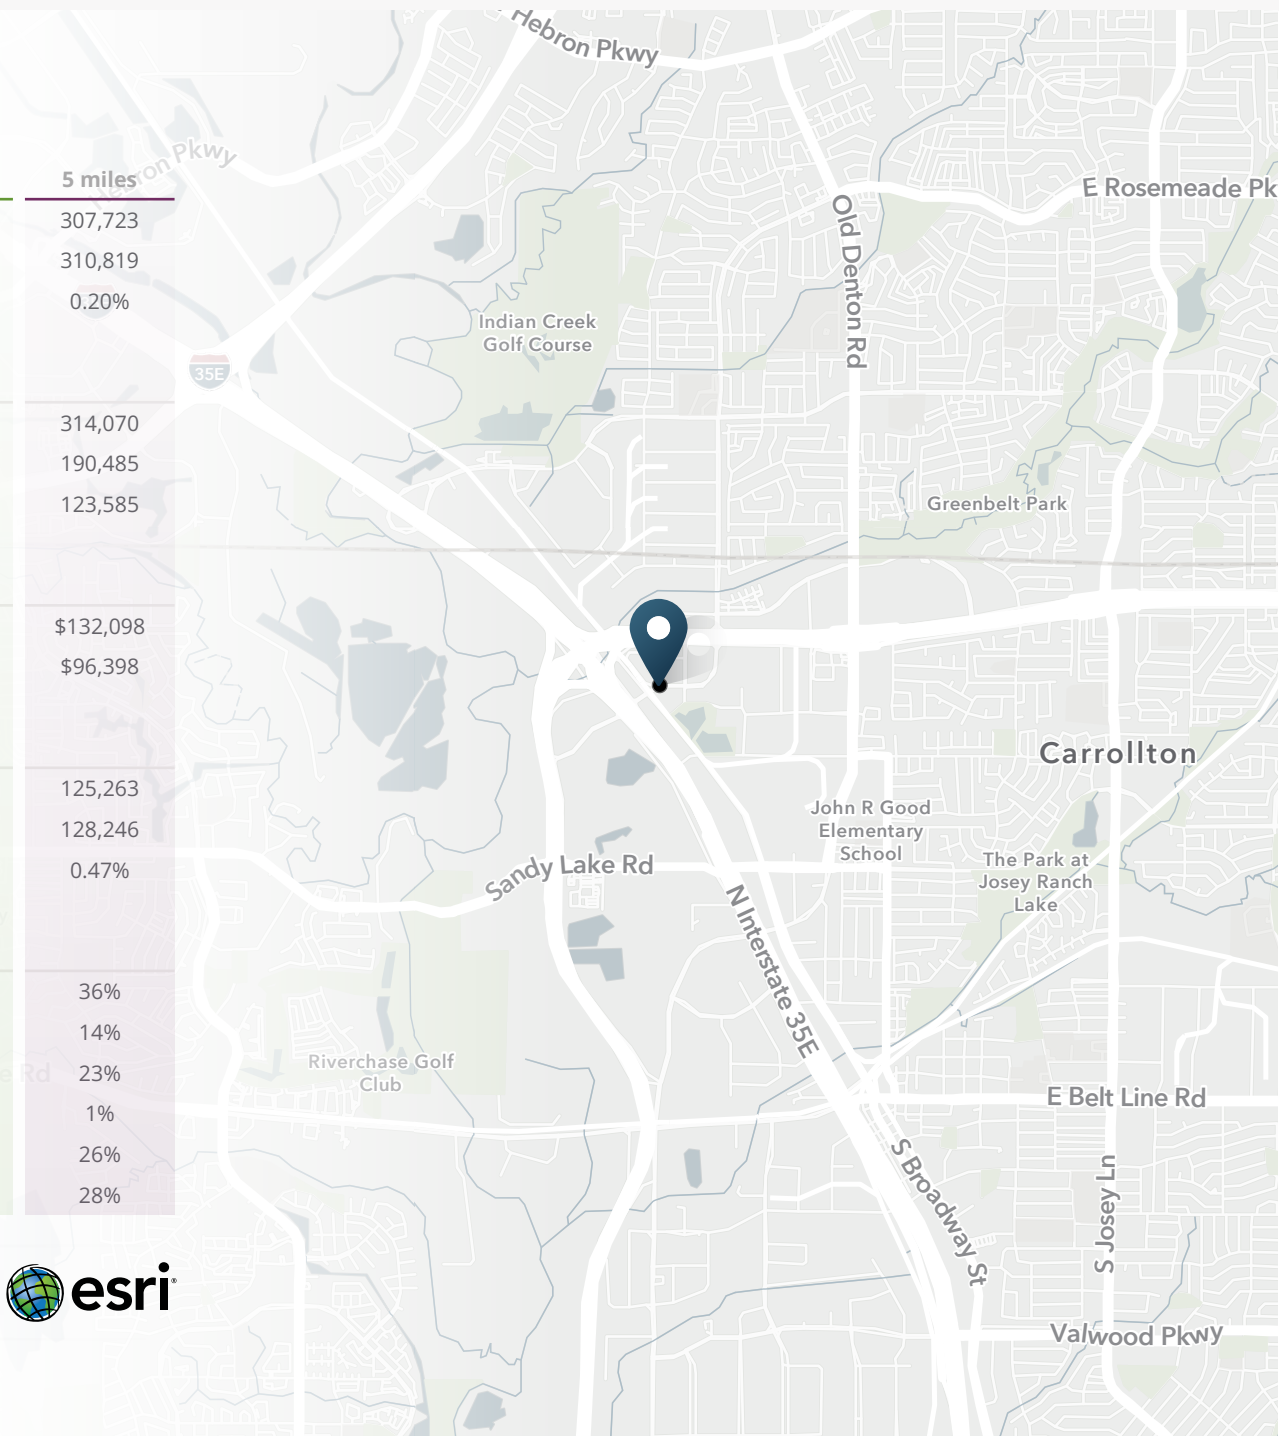 5 miles
307,723
310,819
0.20%
314,070
190,485
123,585
$132,098
$96,398
125,263
128,246
0.47%
36%
14%
23%
1%
26%
28%
esri
Hebron Pkwy
Hebron Pkwy
E Rosemeade Pk
Old Denton Rd
Indian Creek
Golf Course
35E
Greenbelt Park
Carrollton
John R Good
Elementary
School
The Park at
Josey Ranch
Lake
Sandy Lake Rd
N Interstate 35E
Riverchase Golf
Club
e Rd
E Belt Line Rd
S Broadway St
S Josey Ln
Valwood Pkwy